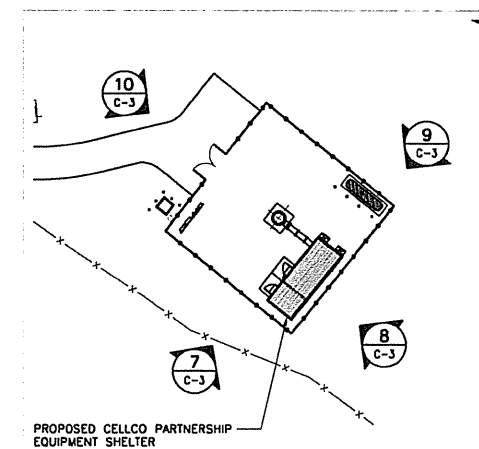 10
C-3
9
C-3
8
C-3
7
C-3
PROPOSED CELLCO PARTNERSHIP
EQUIPMENT SHELTER